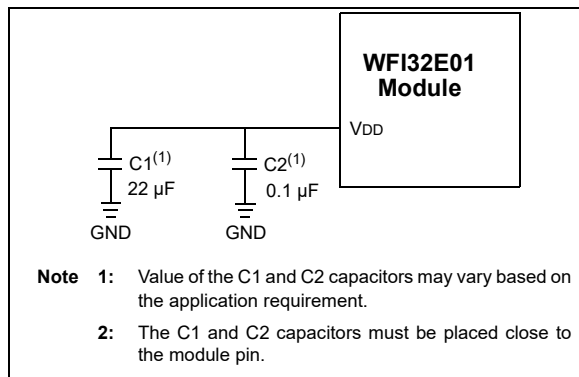 WFI32E01
Module
VDD
C1(1)
22 µF
GND
C2(1)
0.1 µF
GND
Note 1: Value of the C1 and C2 capacitors may vary based on
the application requirement.
2: The C1 and C2 capacitors must be placed close to
the module pin.